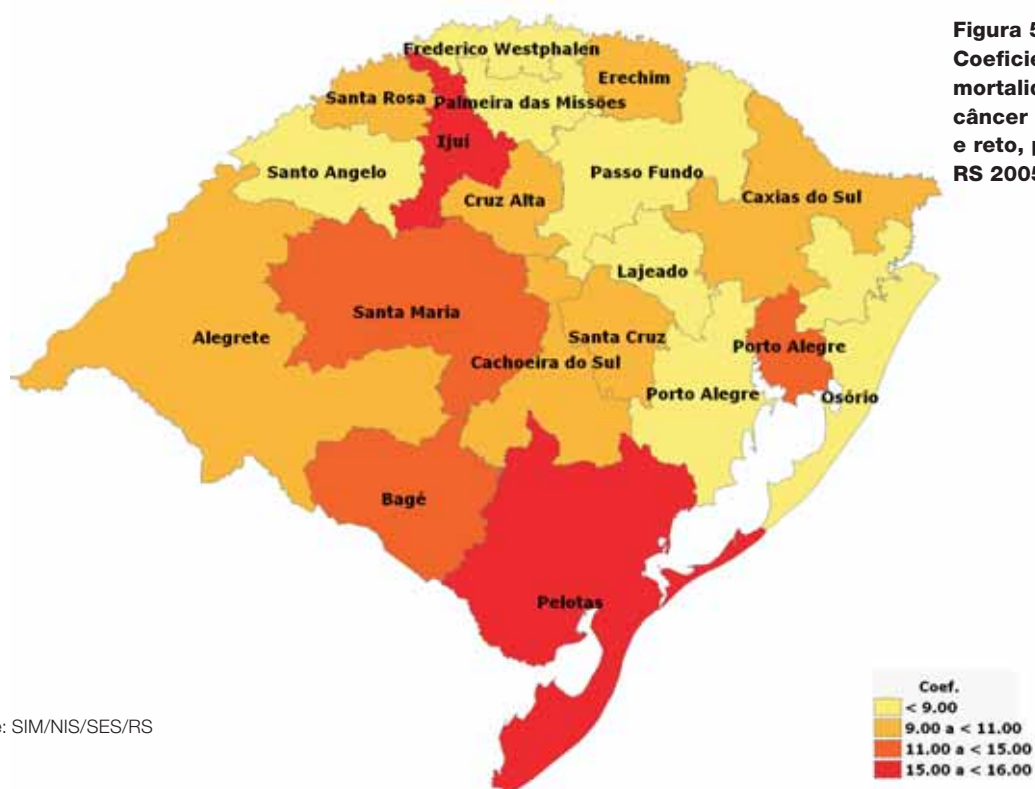 Figura 5
Coeficie
mortalid
câncer
e reto, p
RS 2005
Frederico Westphalen
Erechim
Santa Rosa
Palmeira das Missões
Ijuí
Santo Angelo
Passo Fundo
Cruz Alta
Caxias do Sul
Lajeado
Santa Maria
Alegrete
Santa Cruz
Porto Alegre
Cachoeira do Sul
Porto Alegre
Osório
Bagé
Pelotas
: SIM/NIS/SES/RS
Coef.
< 9.00
9.00 a < 11.00
11.00 a < 15.00
15.00 a < 16.00